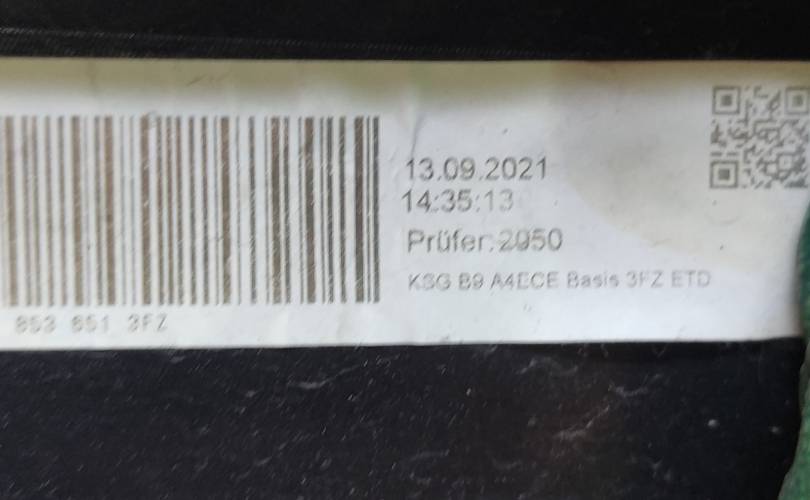 13.09.2021
14:35:13
Prüfer: 2950
KSG B9 A4ECE Basis 3FZ ETD
853 651 3FZ